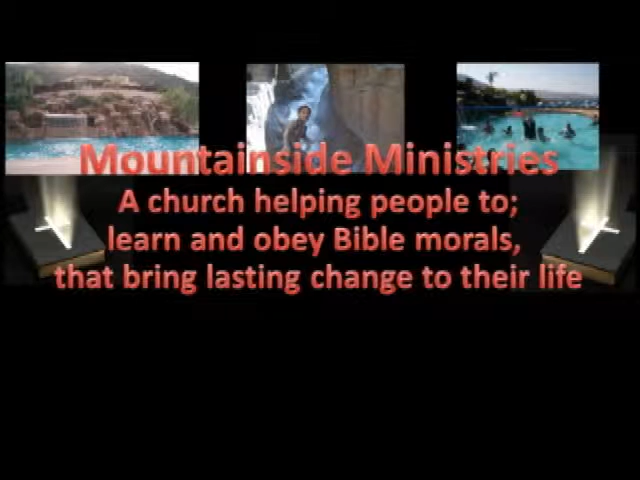 Mountainside Ministries
A church helping people to;
learn and obey Bible morals,
that bring lasting change to their life